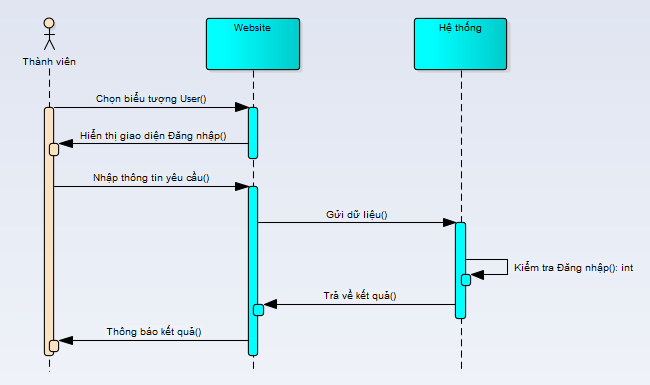 Website
Hệ thống
Thành viên
Chọn biểu tượng User()
Hiển thị giao diện Đăng nhập()
Nhập thông tin yêu cầu()
Gửi dữ liệu()
Kiểm tra Đăng nhập(): int
Trả về kết quả()
Thông báo kết quả()